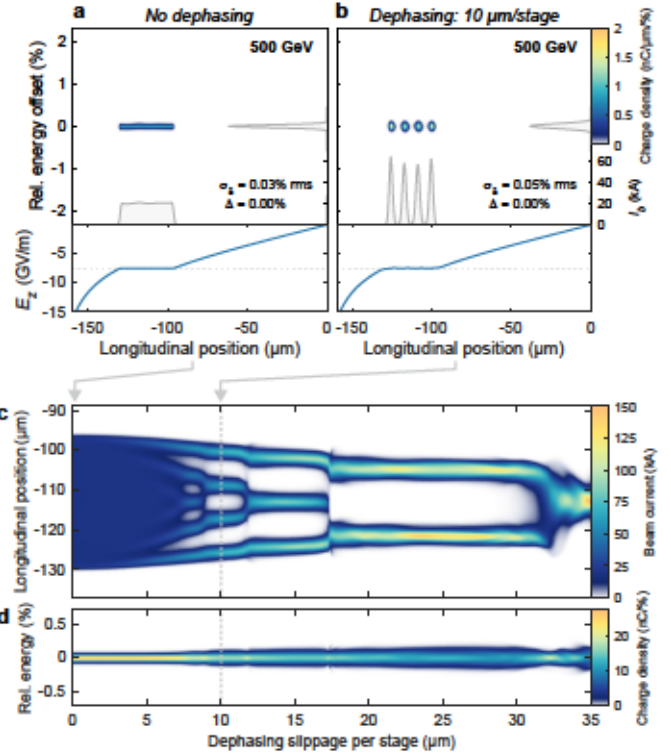 a
No dephasing
500 GeV
σδ = 0.03% rms
Δ = 0.00%
2
1
0
-1
-2
Rel. energy offset (%)
-5
-10
-15
Ez (GV/m)
-150
-100
-50
0
Longitudinal position (µm)
b
Dephasing: 10 µm/stage
500 GeV
σδ = 0.05% rms
Δ = 0.00%
2
1.5
1
0.5
0
Charge density (nC/µm/%)
60
40
20
0
(kA)
-150
-100
-50
0
Longitudinal position (µm)
c
-90
-100
-110
-120
-130
Longitudinal position (µm)
150
125
100
75
50
25
0
Beam current (kA)
d
0.5
0
-0.5
Rel. energy (%)
20
10
0
Charge density (nC/%)
0
5
10
15
20
25
30
35
Dephasing slippage per stage (µm)